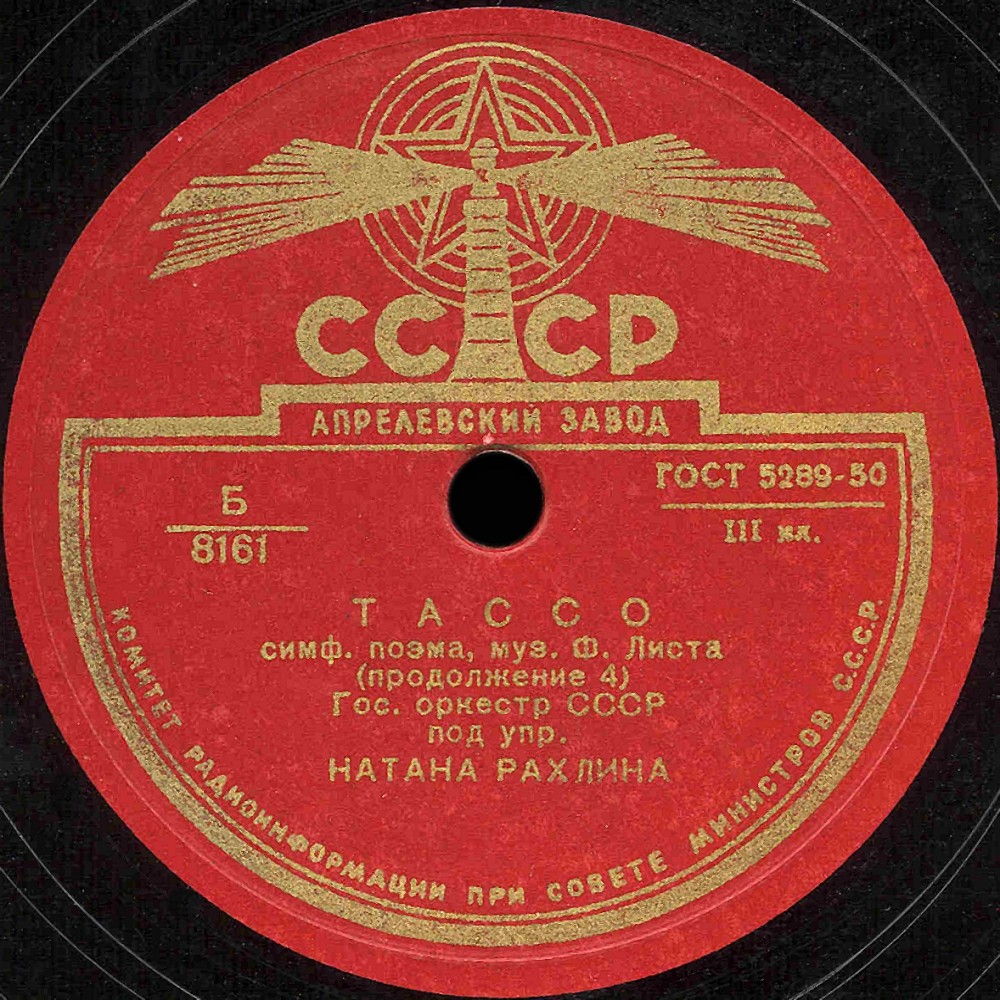 СССР
АПРЕЛЕВСКИЙ ЗАВОД
Б
8161
ГОСТ 5289-50
III кл.
ТАССО
симф. поэма, муз. Ф. Листа
(продолжение 4)
Гос. оркестр СССР
под упр.
НАТАНА РАХЛИНА
КОМИТЕТ РАДИОИНФОРМАЦИИ ПРИ СОВЕТЕ МИНИСТРОВ С.С.С.Р.